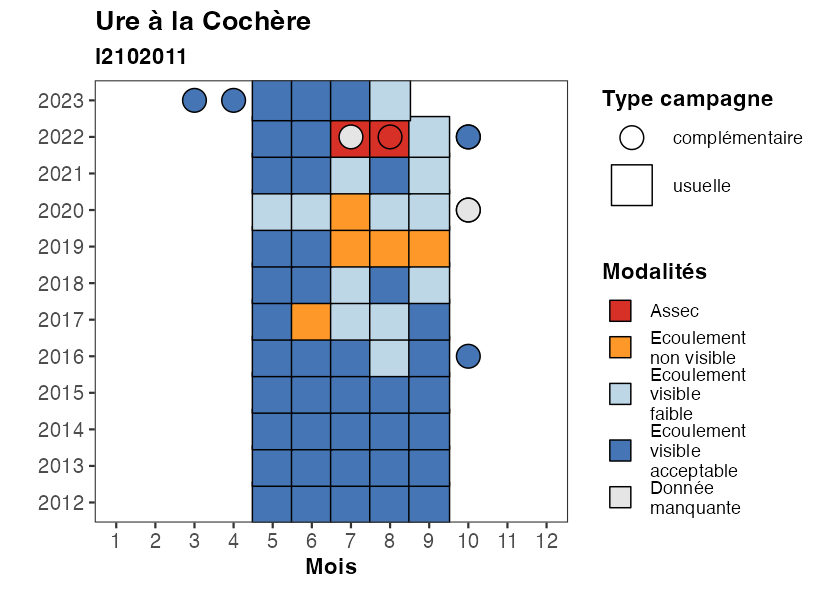 Ure à la Cochère
I2102011
2023
2022
2021
2020
2019
2018
2017
2016
2015
2014
2013
2012
1 2 3 4 5 6 7 8 9 10 11 12
Mois
Type campagne
complémentaire
usuelle
Modalités
Assec
Ecoulement
non visible
Ecoulement
visible
faible
Ecoulement
visible
acceptable
Donnée
manquante